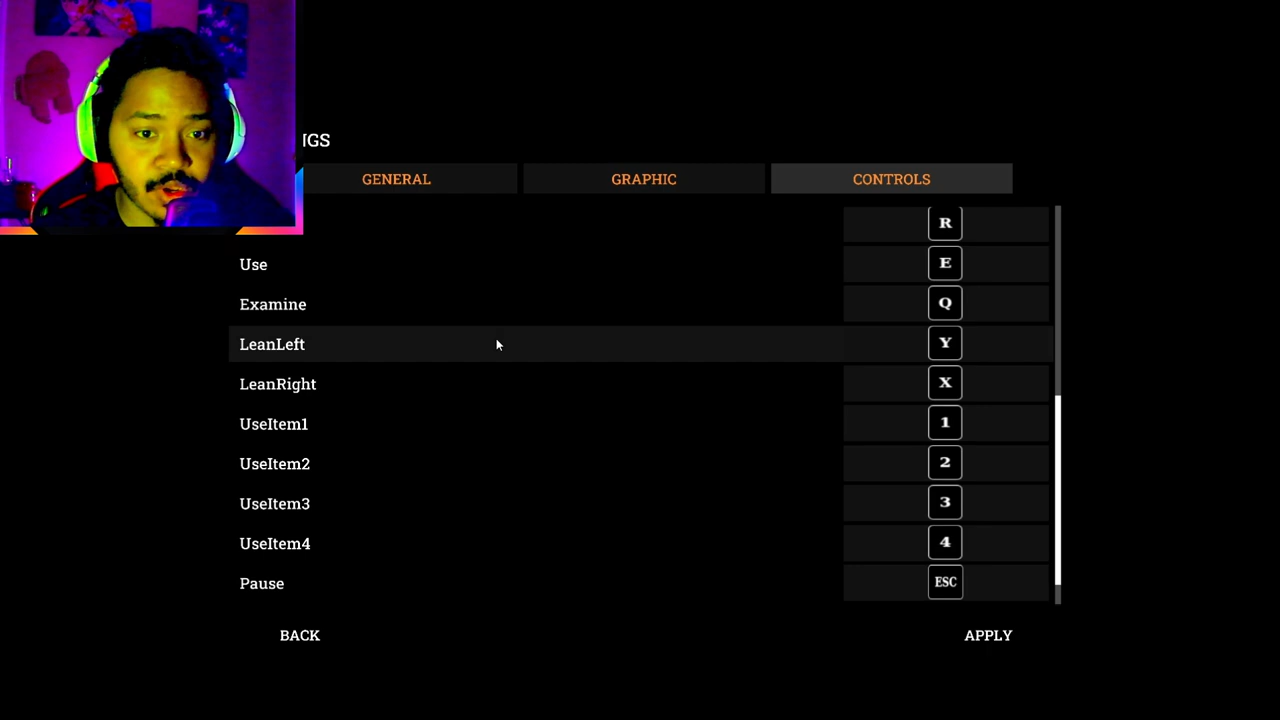 NGS
GENERAL GRAPHIC CONTROLS
R
Use E
Examine Q
LeanLeft Y
LeanRight X
UseItem1 1
UseItem2 2
UseItem3 3
UseItem4 4
Pause ESC
BACK APPLY